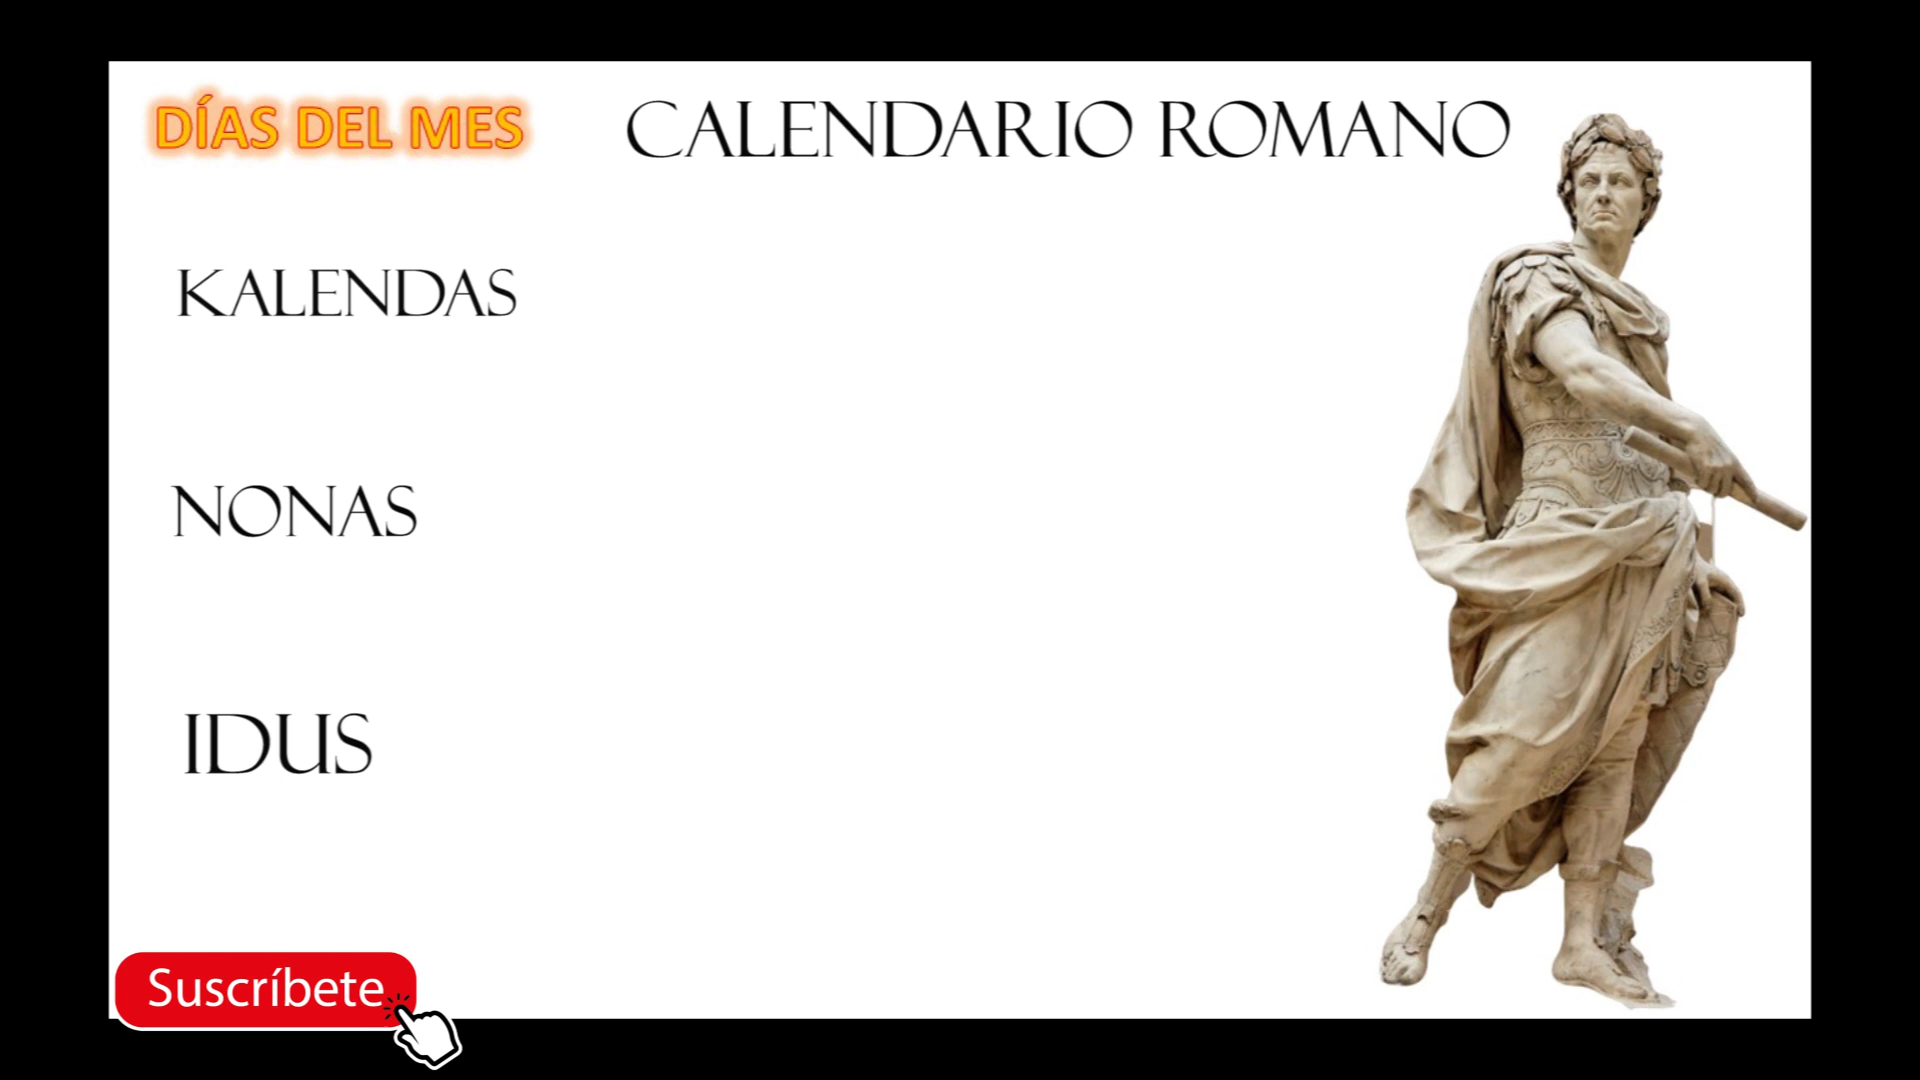 DÍAS DEL MES
CALENDARIO ROMANO
KALENDAS
NONAS
IDUS
Suscríbete